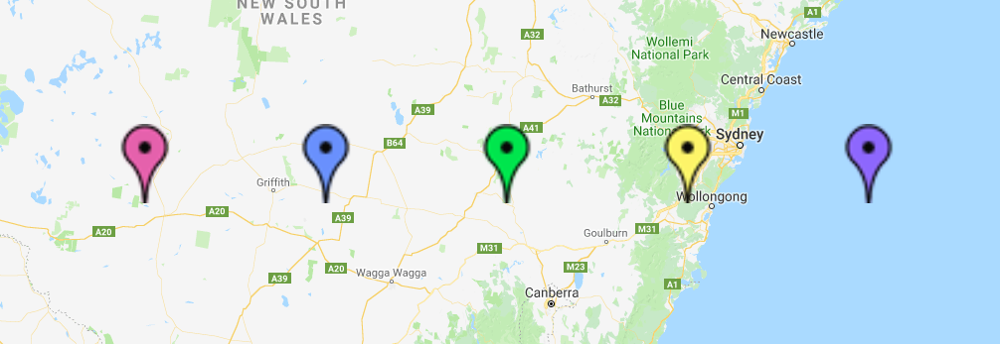 NEW SOUTH
WALES
A1
Newcastle
A32
Wollemi
National Park
Central Coast
Bathurst
A32
A39
Blue
Mountains
National Park
M1
A41
Sydney
B64
Griffith
Wollongong
A20
A39
A20
M31
Goulburn
M31
M23
A20
Wagga Wagga
A39
A1
Canberra